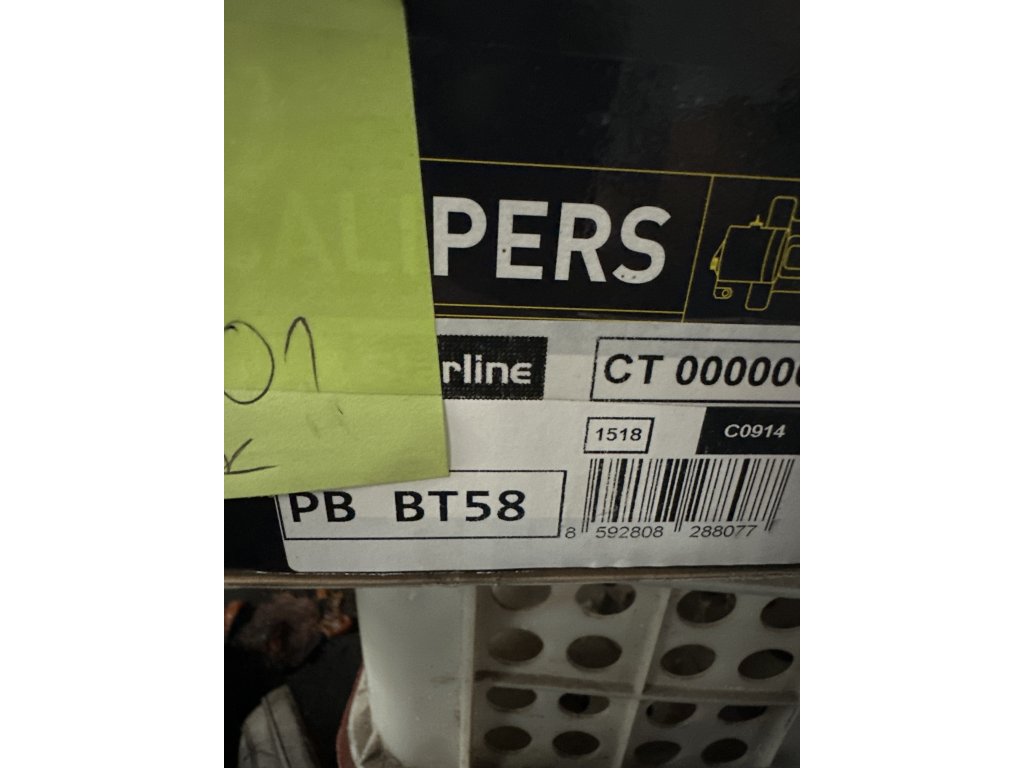 PERS
rline
CT 00000
1518
C0914
PB BT58
8 592808 288077